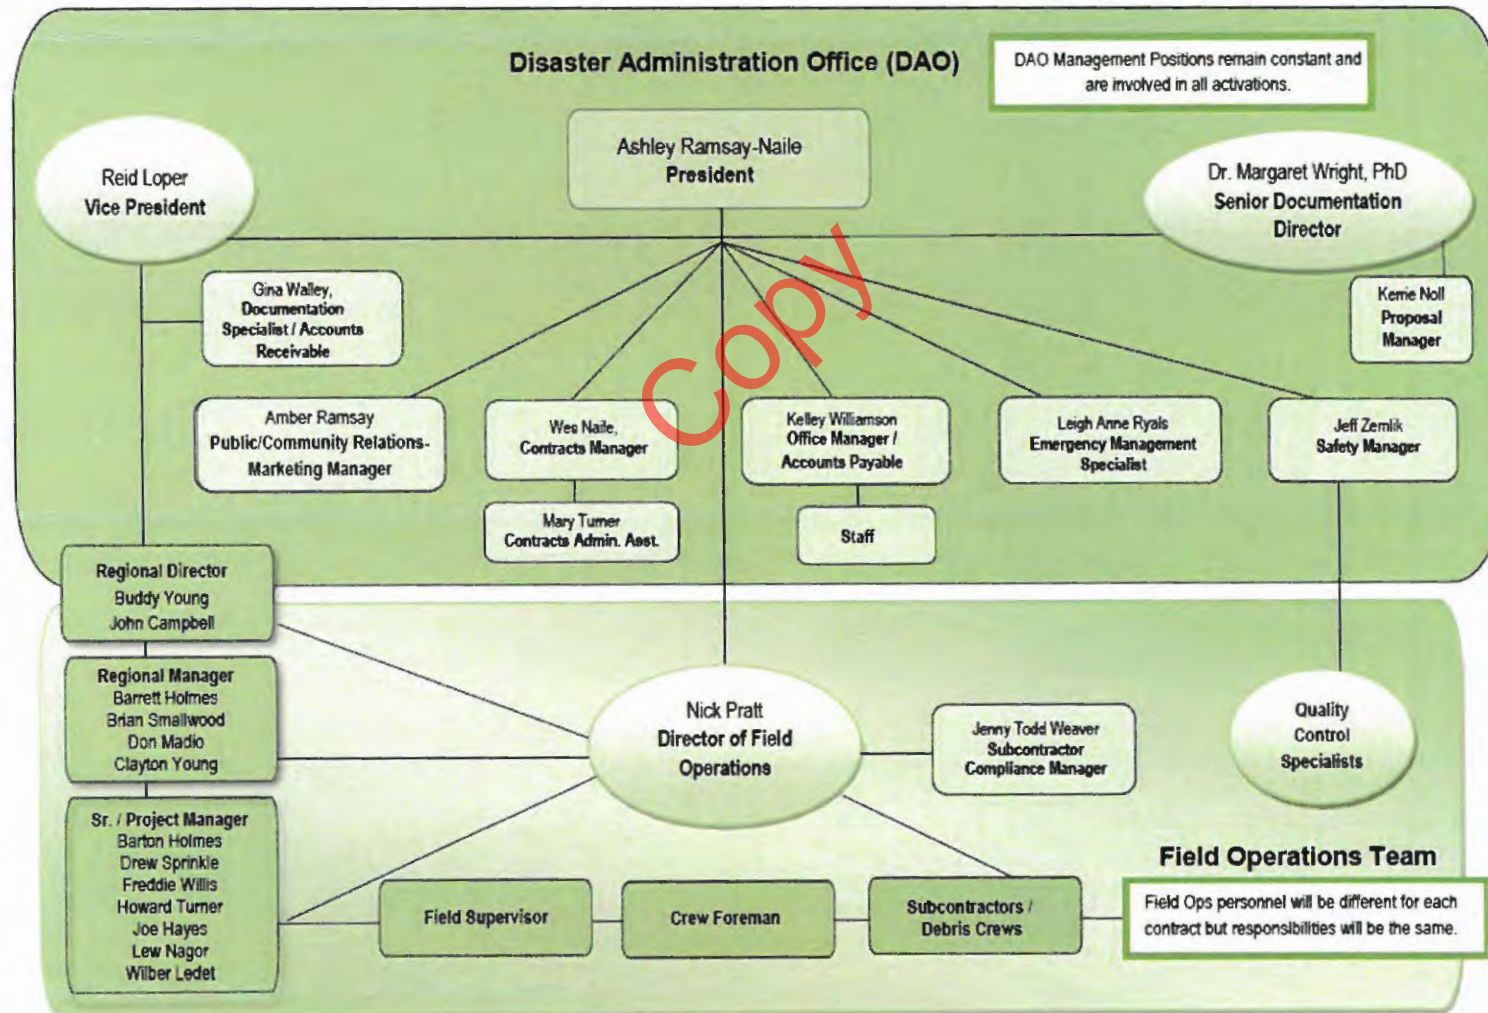 Disaster Administration Office (DAO)
DAO Management Positions remain constant and
are involved in all activations.
Ashley Ramsay-Naile
President
Reid Loper
Vice President
Dr. Margaret Wright, PhD
Senior Documentation
Director
Gina Walley,
Documentation
Specialist / Accounts
Receivable
Kerrie Noll
Proposal
Manager
Amber Ramsay
Public/Community Relations-
Marketing Manager
Wes Naile,
Contracts Manager
Kelley Williamson
Office Manager /
Accounts Payable
Leigh Anne Ryals
Emergency Management
Specialist
Jeff Zemlik
Safety Manager
Mary Turner
Contracts Admin. Asst.
Staff
Copy
Regional Director
Buddy Young
John Campbell
Regional Manager
Barrett Holmes
Brian Smallwood
Don Madio
Clayton Young
Nick Pratt
Director of Field
Operations
Jenny Todd Weaver
Subcontractor
Compliance Manager
Quality
Control
Specialists
Sr. / Project Manager
Barton Holmes
Drew Sprinkle
Freddie Willis
Howard Turner
Joe Hayes
Lew Nagor
Wilber Ledet
Field Supervisor
Crew Foreman
Subcontractors /
Debris Crews
Field Operations Team
Field Ops personnel will be different for each
contract but responsibilities will be the same.